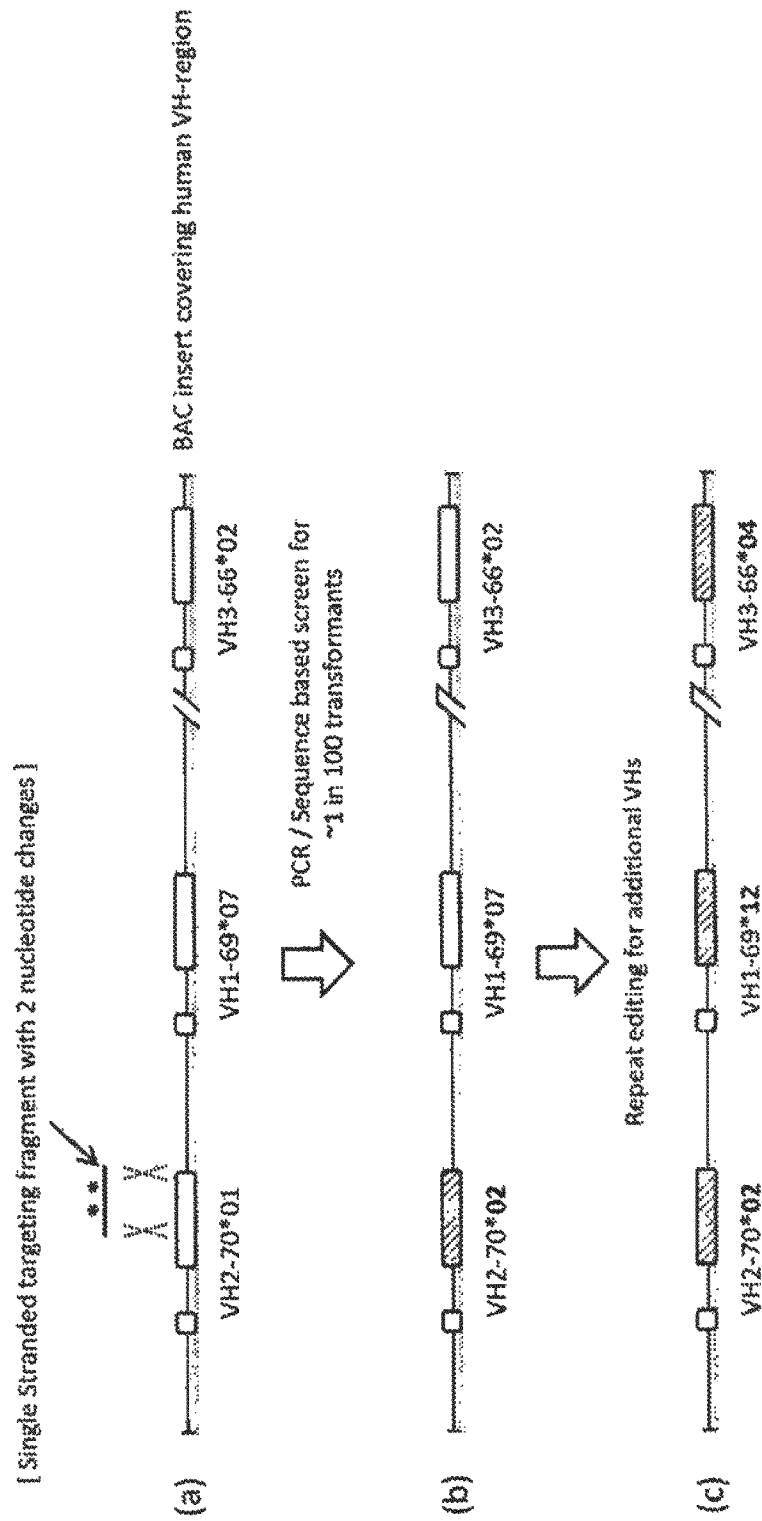 [ Single Stranded targeting fragment with 2 nucleotide changes ]
* *
(a)
BAC insert covering human VH-region
VH2-70*01
VH1-69*07
VH3-66*02
PCR / Sequence based screen for
~1 in 100 transformants
(b)
VH2-70*02
VH1-69*07
VH3-66*02
Repeat editing for additional VHs
(c)
VH2-70*02
VH1-69*12
VH3-66*04